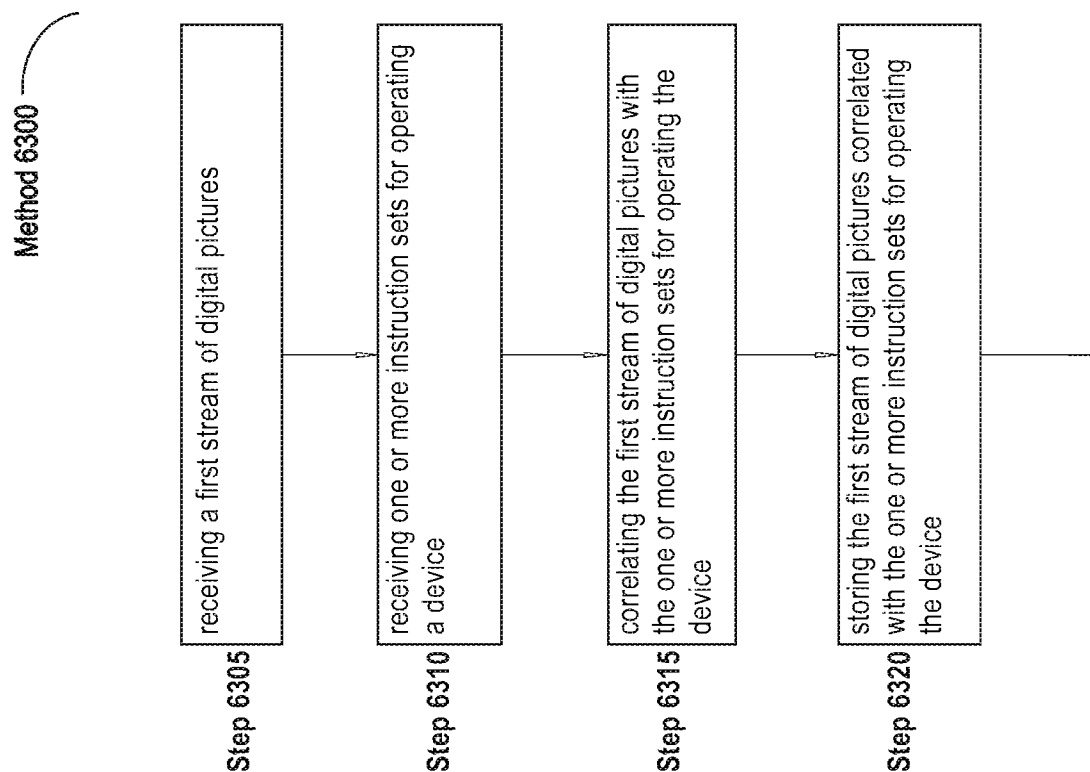 Method 6300
Step 6305
receiving a first stream of digital pictures
Step 6310
receiving one or more instruction sets for operating
a device
Step 6315
correlating the first stream of digital pictures with
the one or more instruction sets for operating the
device
Step 6320
storing the first stream of digital pictures correlated
with the one or more instruction sets for operating
the device